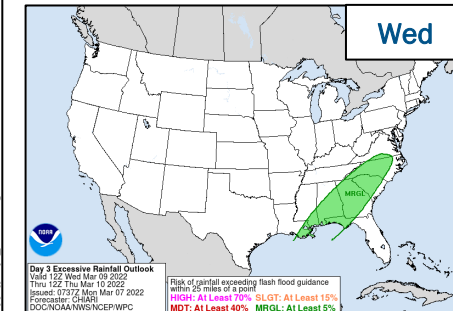 Wed
MRGL
NOAA
Day 3 Excessive Rainfall Outlook
Valid 12Z Wed Mar 09 2022
Thru 12Z Thu Mar 10 2022
Issued: 0737Z Mon Mar 07 2022
Forecaster: CHIARI
DOC/NOAA/NWS/NCEP/WPC
Risk of rainfall exceeding flash flood guidance
within 25 miles of a point
HIGH: At Least 70% SLGT: At Least 15%
MDT: At Least 40% MRGL: At Least 5%